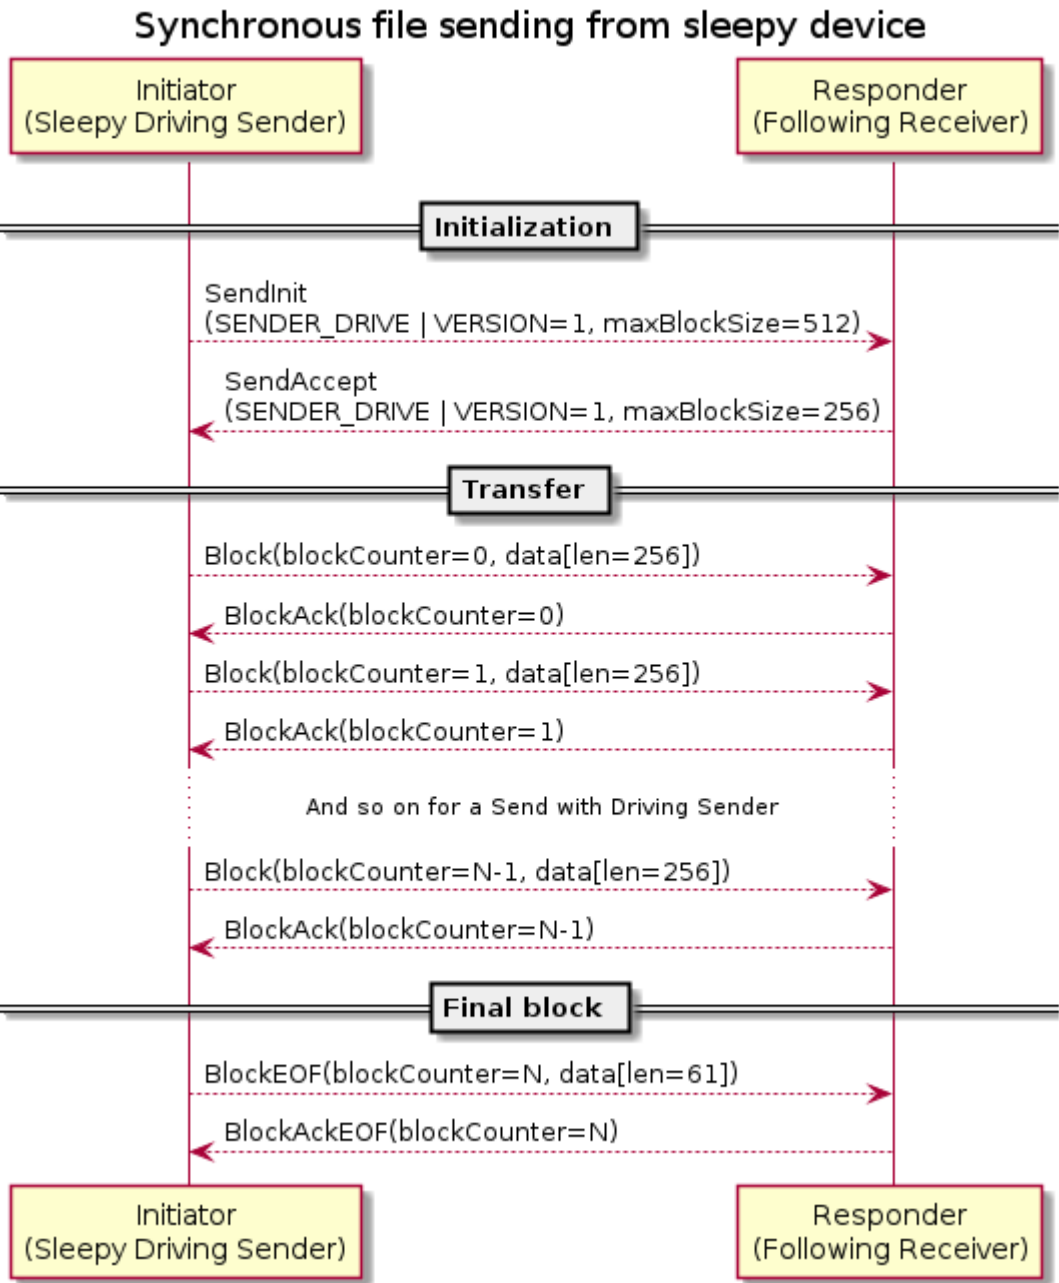 Synchronous file sending from sleepy device
Initiator
(Sleepy Driving Sender)
Responder
(Following Receiver)
Initialization
SendInit
(SENDER_DRIVE | VERSION=1, maxBlockSize=512)
SendAccept
(SENDER_DRIVE | VERSION=1, maxBlockSize=256)
Transfer
Block(blockCounter=0, data[len=256])
BlockAck(blockCounter=0)
Block(blockCounter=1, data[len=256])
BlockAck(blockCounter=1)
And so on for a Send with Driving Sender
Block(blockCounter=N-1, data[len=256])
BlockAck(blockCounter=N-1)
Final block
BlockEOF(blockCounter=N, data[len=61])
BlockAckEOF(blockCounter=N)
Initiator
(Sleepy Driving Sender)
Responder
(Following Receiver)